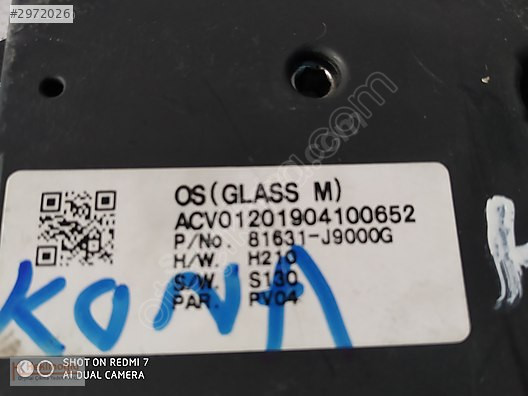 #2972026
OS(GLASS M)
ACV01201904100652
P/No. 81631-J9000G
H/W. H210
S/W. S130
PAR. PV04
KONA
SHOT ON REDMI 7
AI DUAL CAMERA